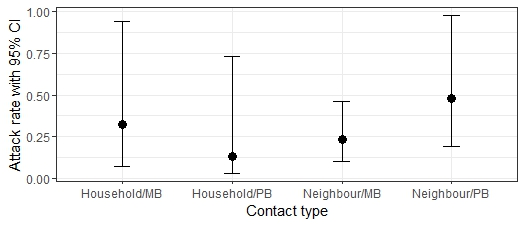 Attack rate with 95% CI
1.00
0.75
0.50
0.25
0.00
Household/MB Household/PB Neighbour/MB Neighbour/PB
Contact type